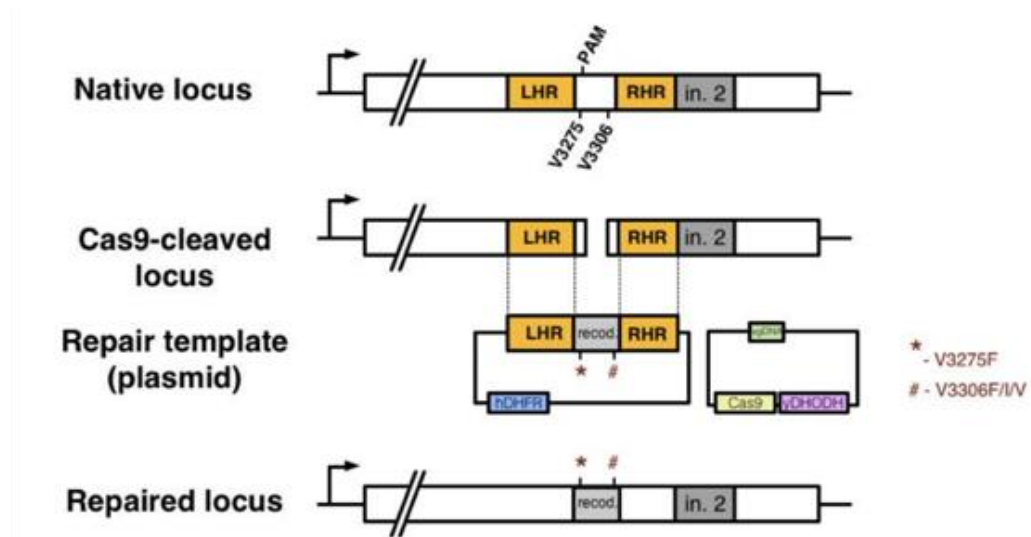 PAM
Native locus
LHR
RHR
in. 2
V3275
V3306
Cas9-cleaved
locus
LHR
RHR
in. 2
Repair template
(plasmid)
LHR
recod.
RHR
* #
hDHFR
Cas9
yDHODH
* - V3275F
# - V3306F/I/V
* #
Repaired locus
recod.
in. 2